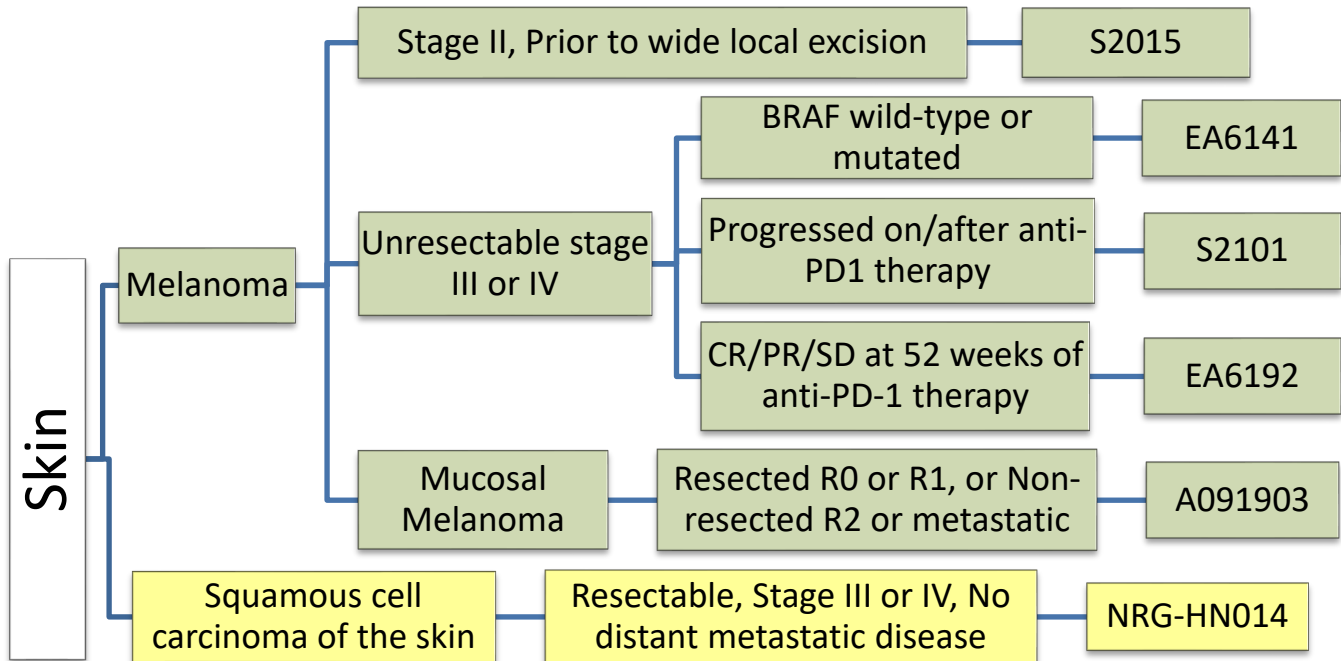 Skin
Melanoma
Stage II, Prior to wide local excision
S2015
Unresectable stage
III or IV
BRAF wild-type or
mutated
EA6141
Progressed on/after anti-
PD1 therapy
S2101
CR/PR/SD at 52 weeks of
anti-PD-1 therapy
EA6192
Mucosal
Melanoma
Resected R0 or R1, or Non-
resected R2 or metastatic
A091903
Squamous cell
carcinoma of the skin
Resectable, Stage III or IV, No
distant metastatic disease
NRG-HN014